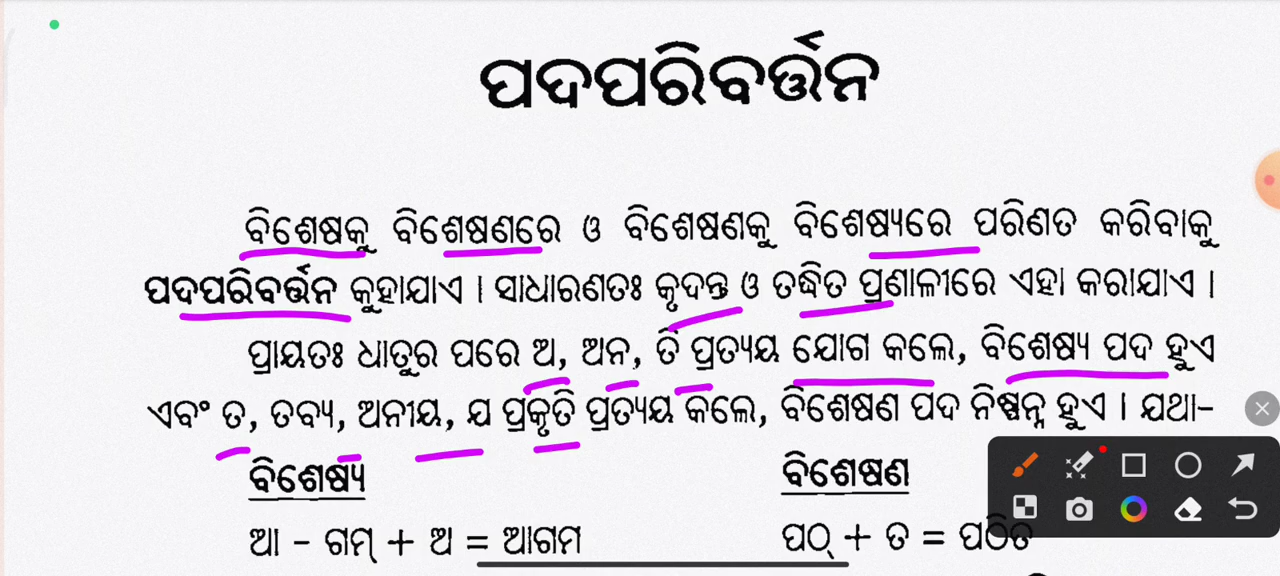 ପଦପରିବର୍ତ୍ତନ
ବିଶେଷକୁ ବିଶେଷଣରେ ଓ ବିଶେଷଣକୁ ବିଶେଷ୍ୟରେ ପରିଣତ କରିବାକୁ
ପଦପରିବର୍ତ୍ତନ କୁହାଯାଏ । ସାଧାରଣତଃ କୃଦନ୍ତ ଓ ତଦ୍ଧିତ ପ୍ରଣାଳୀରେ ଏହା କରାଯାଏ ।
ପ୍ରାୟତଃ ଧାତୁର ପରେ ଅ, ଅନ, ତି ପ୍ରତ୍ୟୟ ଯୋଗ କଲେ, ବିଶେଷ୍ୟ ପଦ ହୁଏ
ଏବଂ ତ, ତବ୍ୟ, ଅନୀୟ, ଯ ପ୍ରକୃତି ପ୍ରତ୍ୟୟ କଲେ, ବିଶେଷଣ ପଦ ନିଷ୍ପନ୍ନ ହୁଏ । ଯଥା–
ବିଶେଷ୍ୟ ବିଶେଷଣ
ଆ – ଗମ୍ + ଅ = ଆଗମ ପଠ୍ + ତ = ପଠିତ